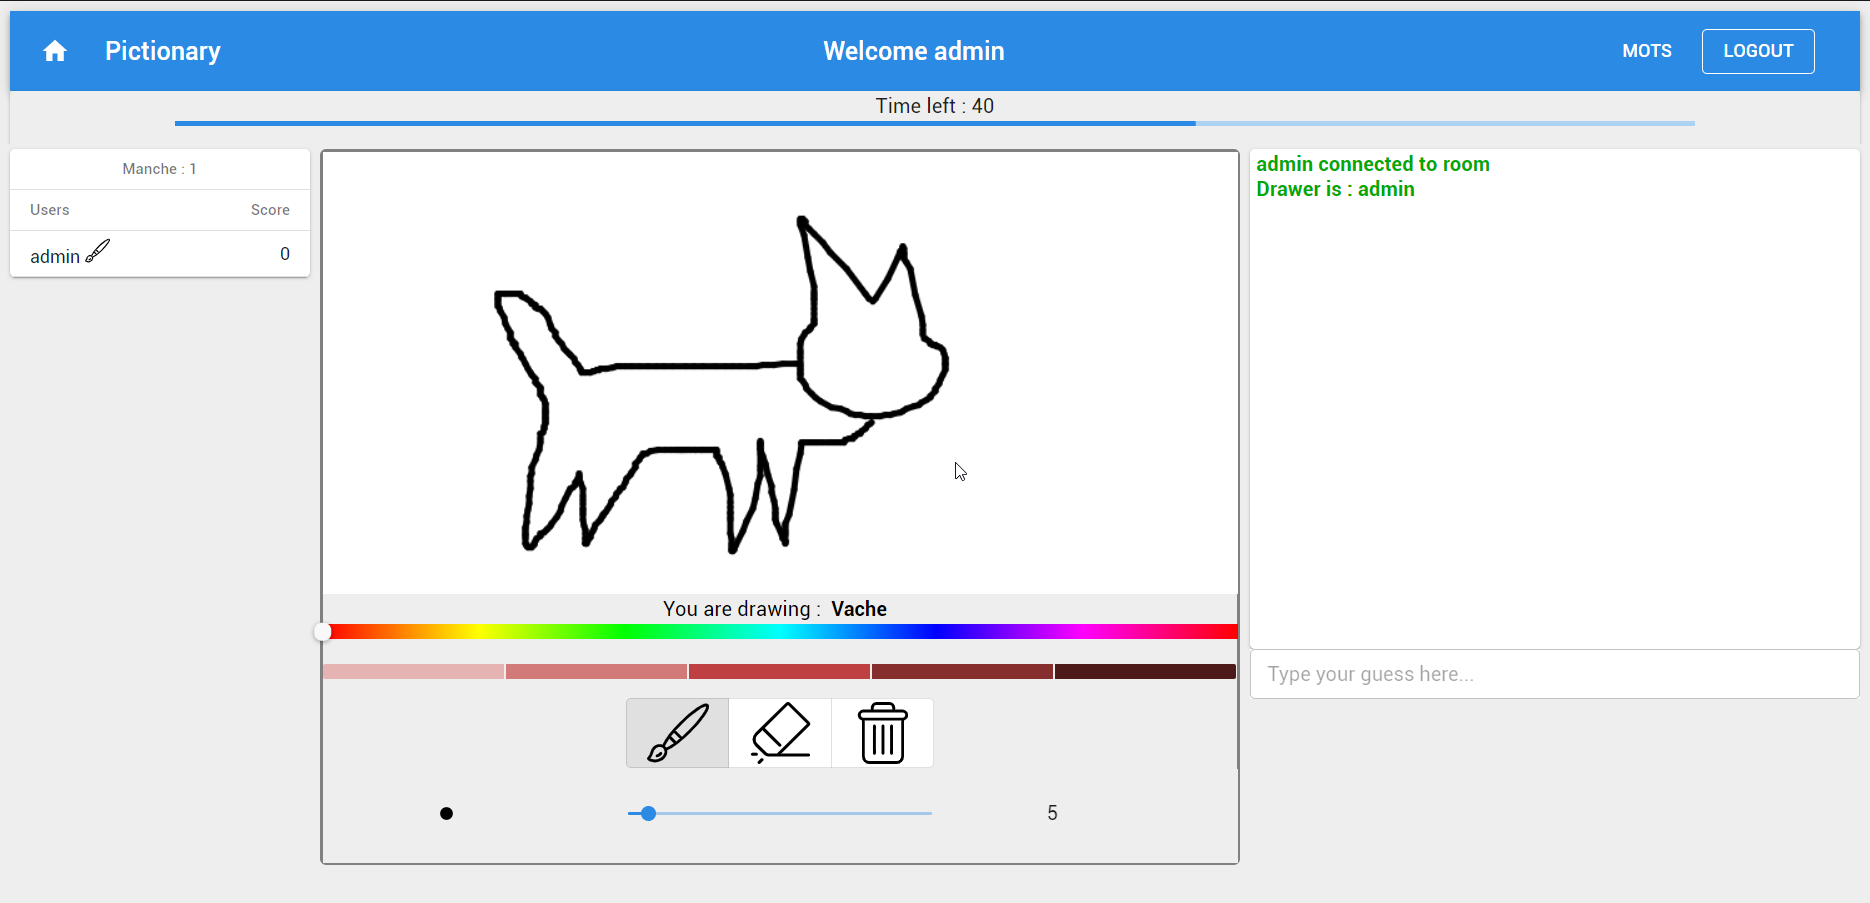 Pictionary
Welcome admin
MOTS
LOGOUT
Time left : 40
Manche : 1
Users Score
admin 0
You are drawing : Vache
5
admin connected to room
Drawer is : admin
Type your guess here...